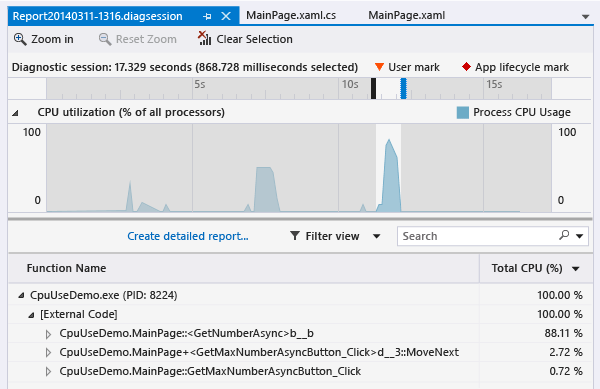 Report20140311-1316.diagsession MainPage.xaml.cs MainPage.xaml
Zoom in Reset Zoom Clear Selection
Diagnostic session: 17.329 seconds (868.728 milliseconds selected) User mark App lifecycle mark
5s 10s 15s
CPU utilization (% of all processors) Process CPU Usage
100 100
0 0
Create detailed report... Filter view Search
Function Name Total CPU (%)
CpuUseDemo.exe (PID: 8224) 100.00 %
[External Code] 100.00 %
CpuUseDemo.MainPage::<GetNumberAsync>b__b 88.11 %
CpuUseDemo.MainPage+<GetMaxNumberAsyncButton_Click>d__3::MoveNext 2.72 %
CpuUseDemo.MainPage::GetMaxNumberAsyncButton_Click 0.72 %